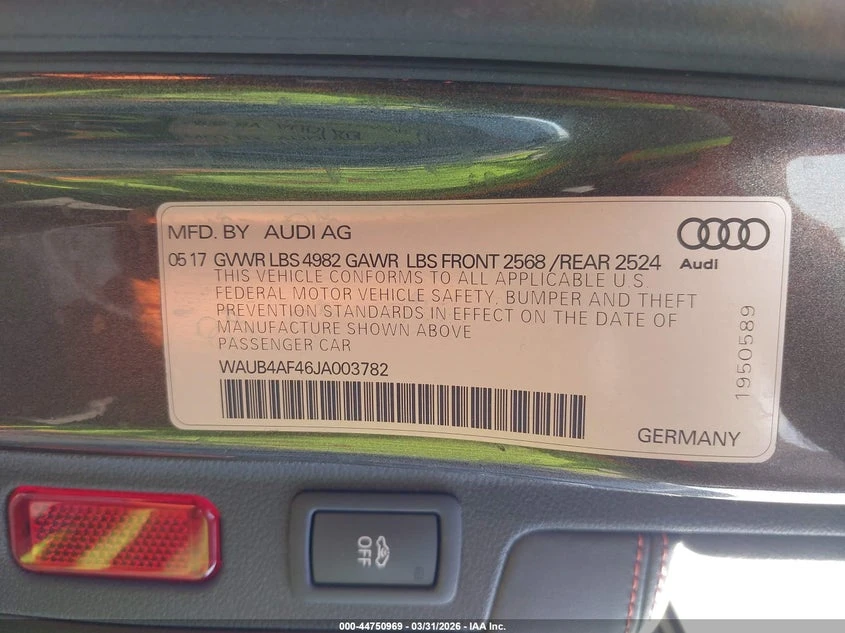 MFD. BY AUDI AG
Audi
05 17 GVWR LBS 4982 GAWR LBS FRONT 2568 /REAR 2524
THIS VEHICLE CONFORMS TO ALL APPLICABLE U.S.
FEDERAL MOTOR VEHICLE SAFETY, BUMPER AND THEFT
PREVENTION STANDARDS IN EFFECT ON THE DATE OF
MANUFACTURE SHOWN ABOVE
PASSENGER CAR
WAUB4AF46JA003782
1950589
GERMANY
OFF
000-44750969 - 03/31/2026 - IAA Inc.